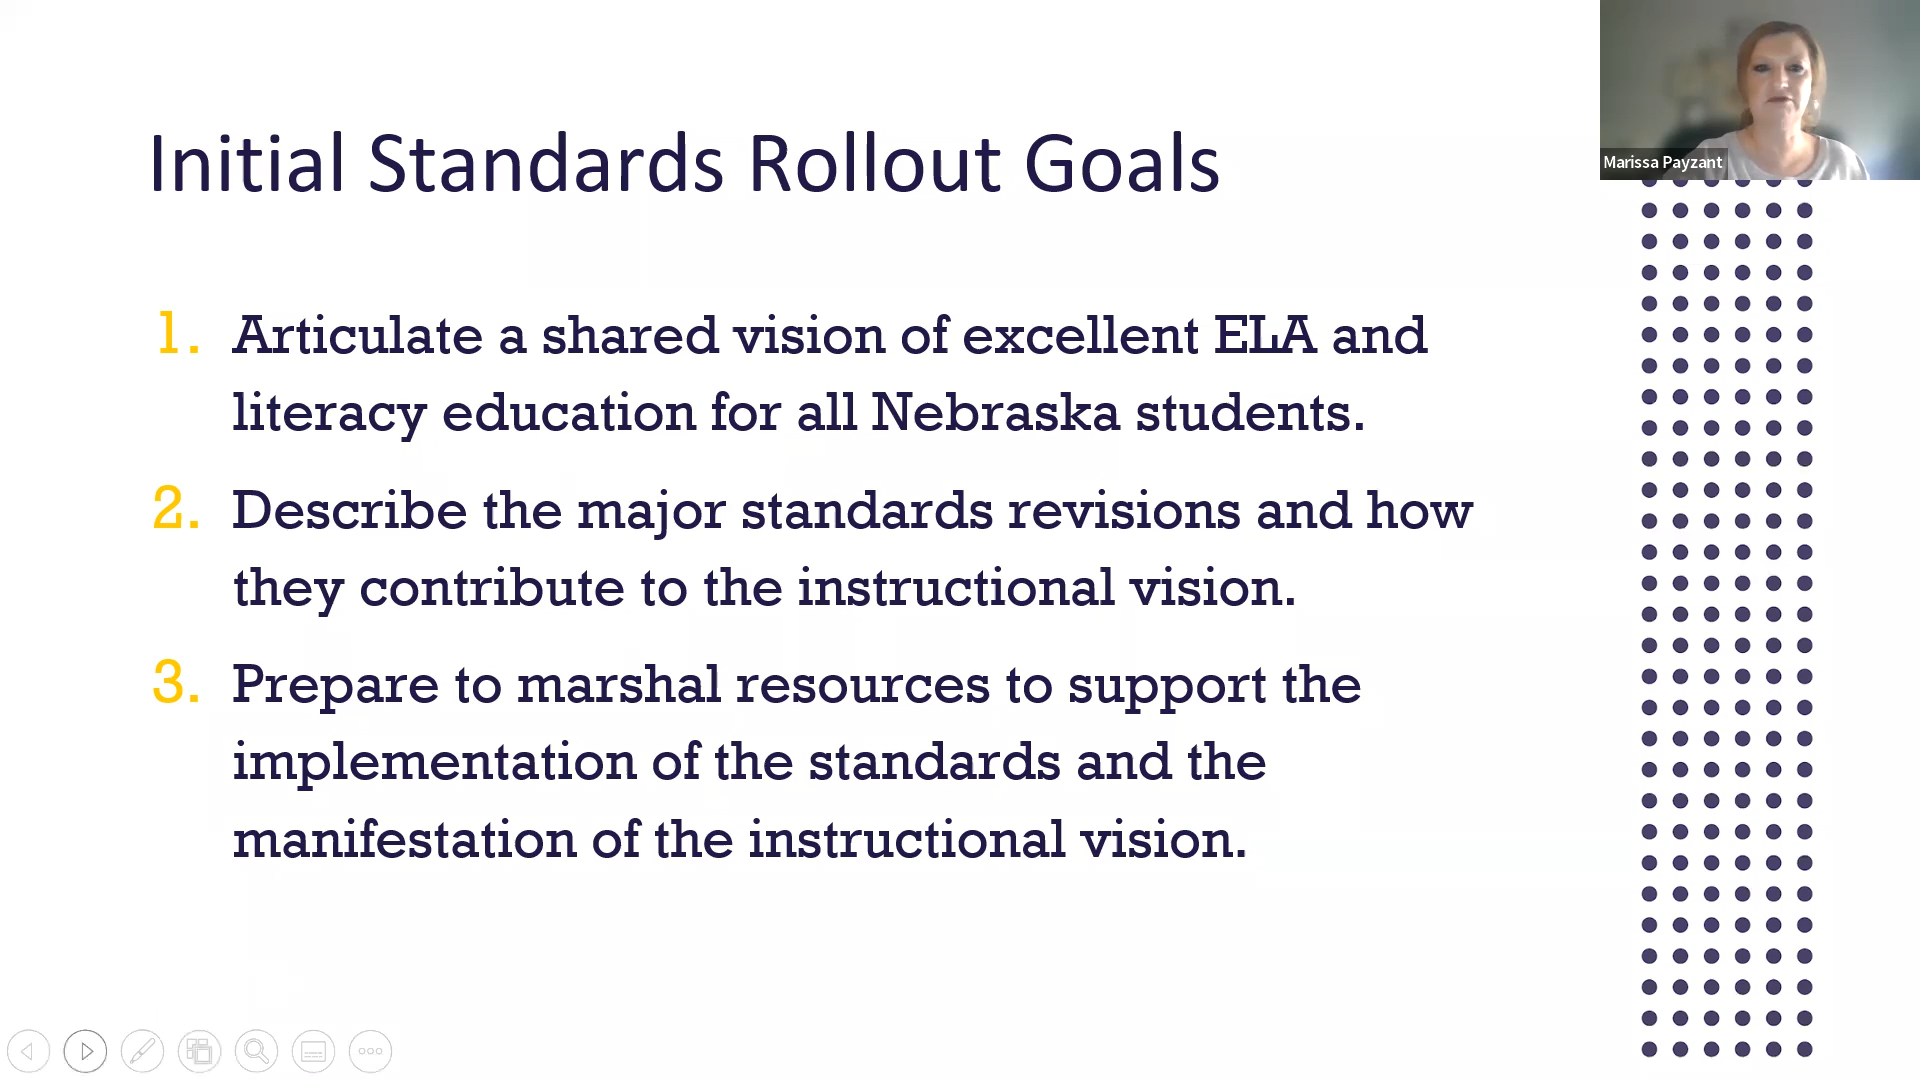 Initial Standards Rollout Goals
Marissa Payzant
1. Articulate a shared vision of excellent ELA and
literacy education for all Nebraska students.
2. Describe the major standards revisions and how
they contribute to the instructional vision.
3. Prepare to marshal resources to support the
implementation of the standards and the
manifestation of the instructional vision.